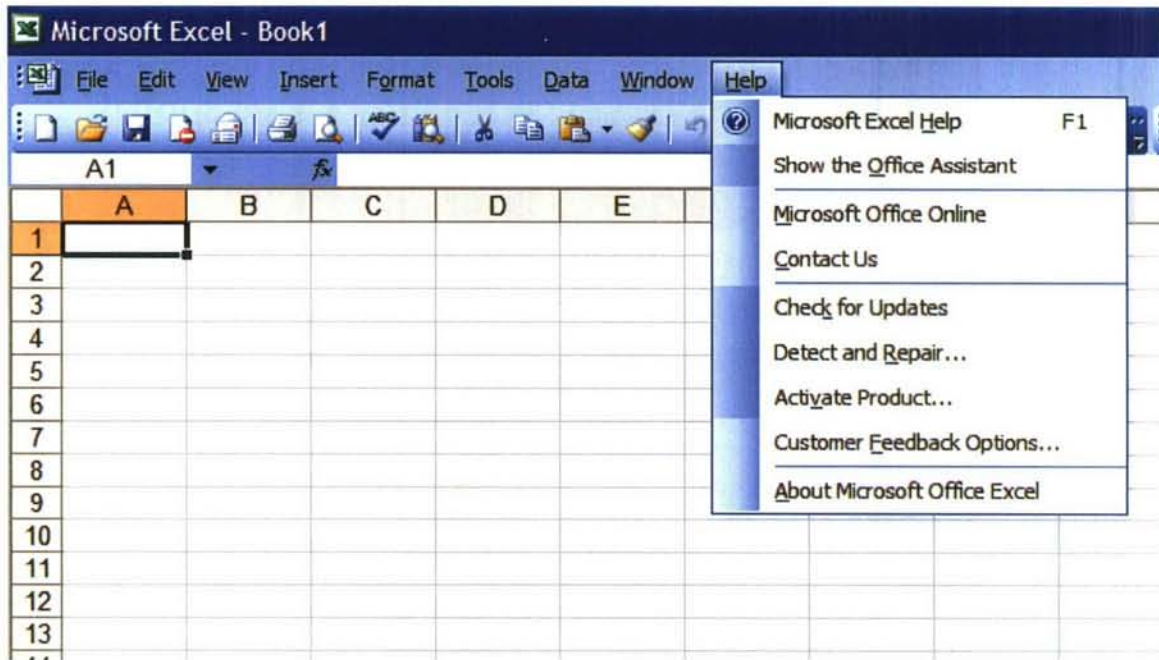 Microsoft Excel - Book1
File Edit View Insert Format Tools Data Window Help
ABC
A1 fx
A B C D E
1
2
3
4
5
6
7
8
9
10
11
12
13
Microsoft Excel Help F1
Show the Office Assistant
Microsoft Office Online
Contact Us
Check for Updates
Detect and Repair...
Activate Product...
Customer Feedback Options...
About Microsoft Office Excel